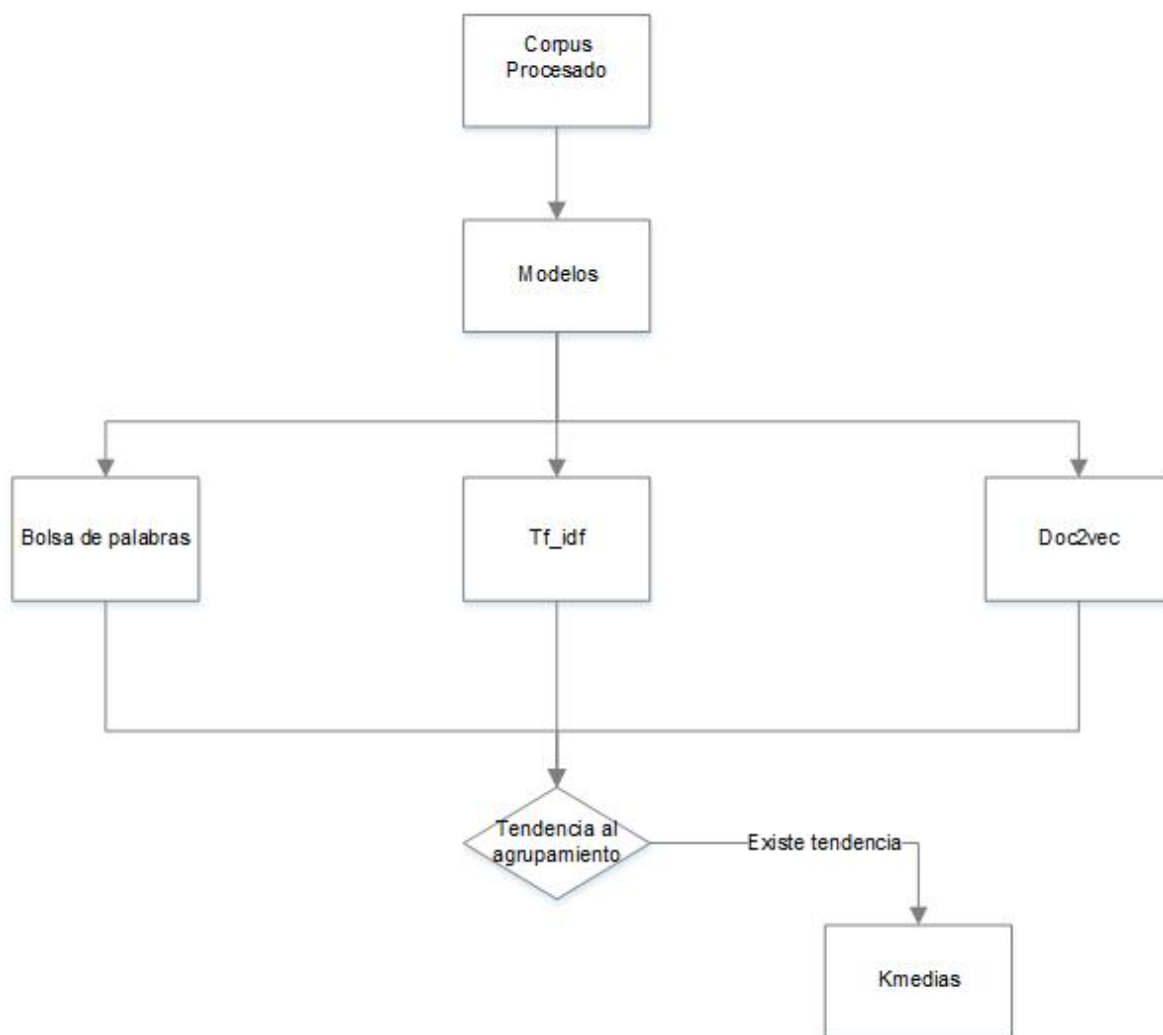 Corpus
Procesado
Modelos
Bolsa de palabras
Tf_idf
Doc2vec
Tendencia al
agrupamiento
Existe tendencia
Kmedias